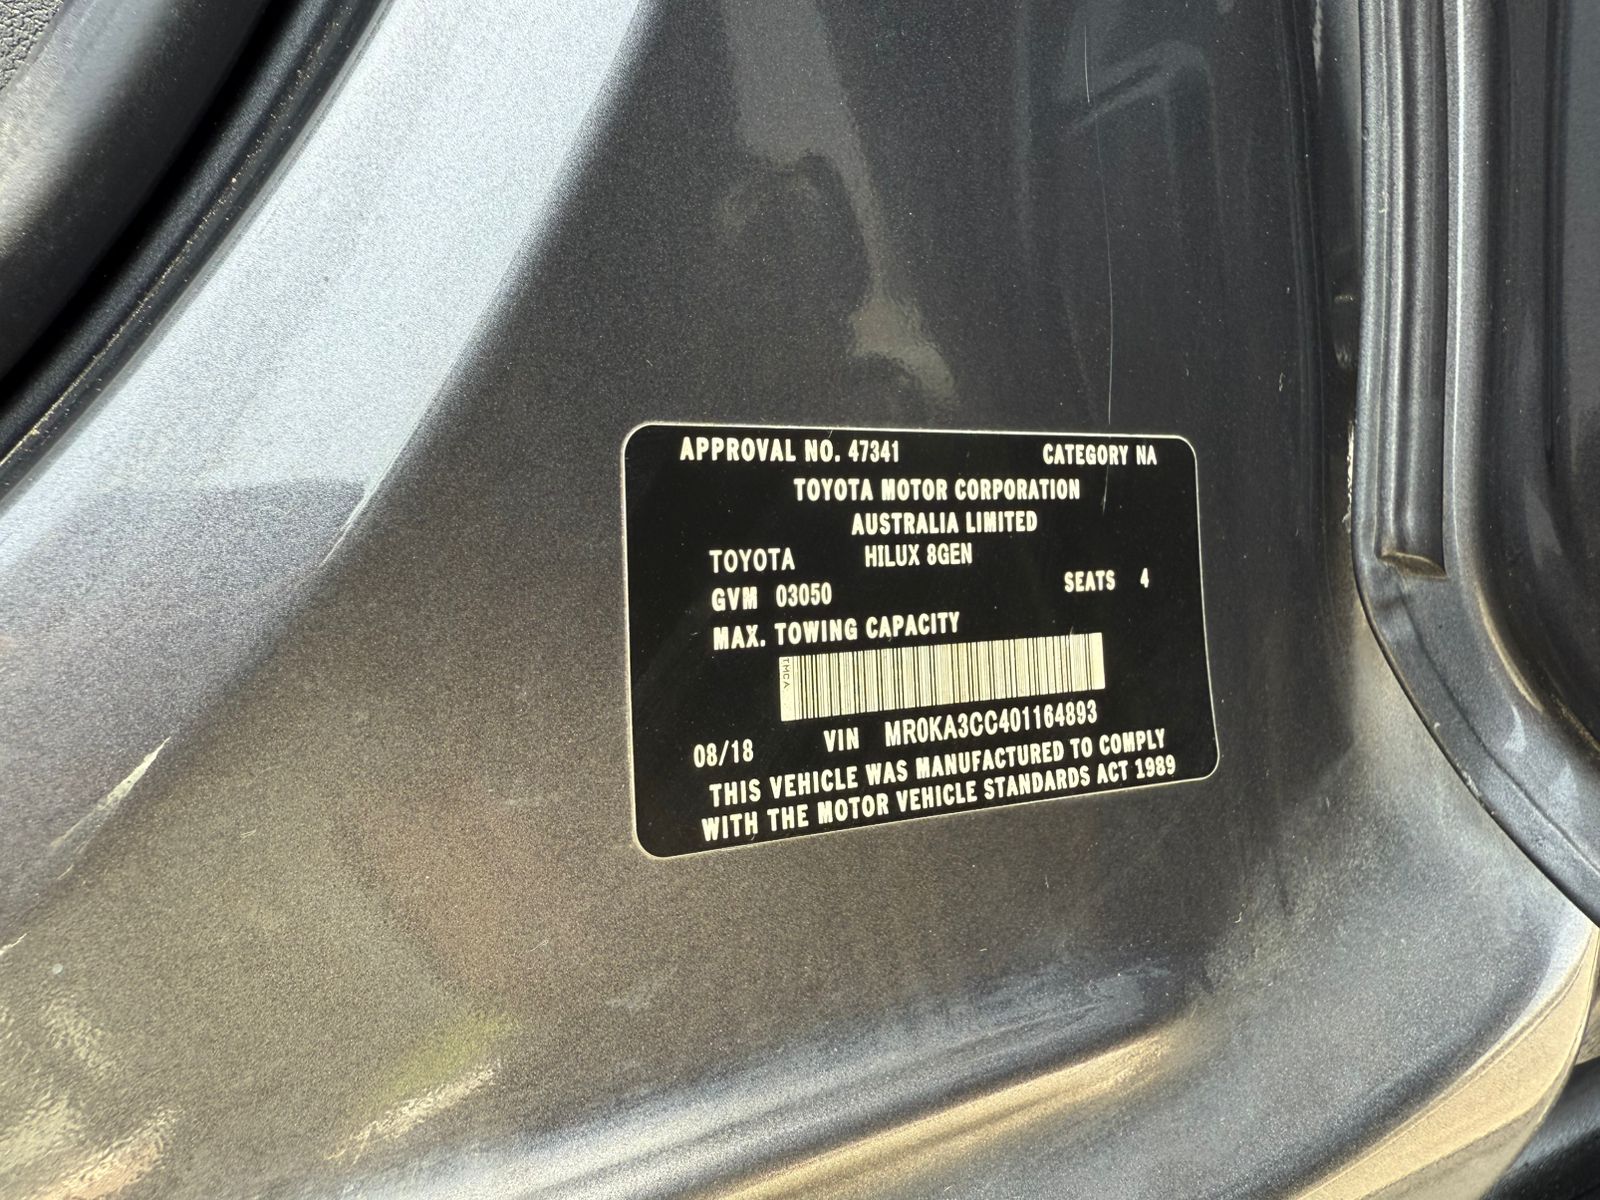 APPROVAL NO. 47341 CATEGORY NA
TOYOTA MOTOR CORPORATION
AUSTRALIA LIMITED
TOYOTA HILUX 8GEN
GVM 03050 SEATS 4
MAX. TOWING CAPACITY
TMCA
08/18 VIN MR0KA3CC401164893
THIS VEHICLE WAS MANUFACTURED TO COMPLY
WITH THE MOTOR VEHICLE STANDARDS ACT 1989